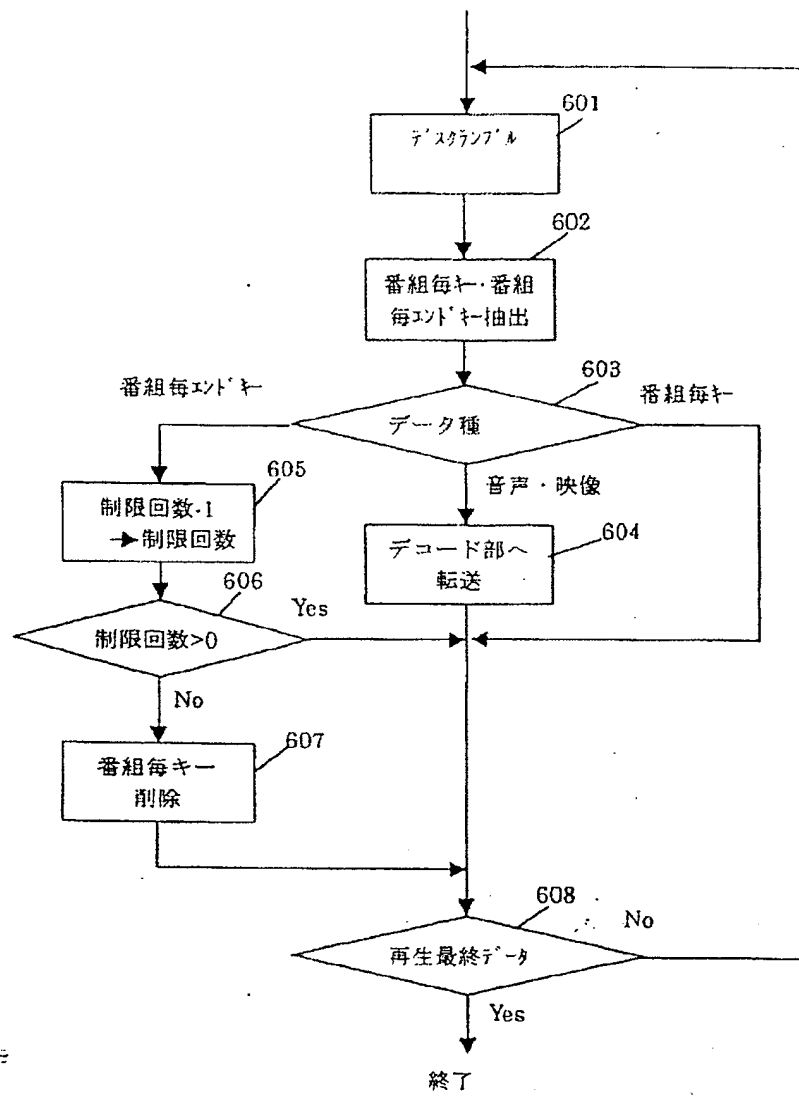 601
ﾃﾞｽｸﾗﾝﾌﾞﾙ
602
番組毎キー・番組
毎ｴﾝﾄﾞｷｰ抽出
603
番組毎ｴﾝﾄﾞｷｰ
番組毎キー
データ種
605
音声・映像
制限回数-1
→制限回数
604
デコード部へ
転送
606
Yes
制限回数>0
No
607
番組毎キー
削除
608
No
再生最終ﾃﾞｰﾀ
Yes
終了